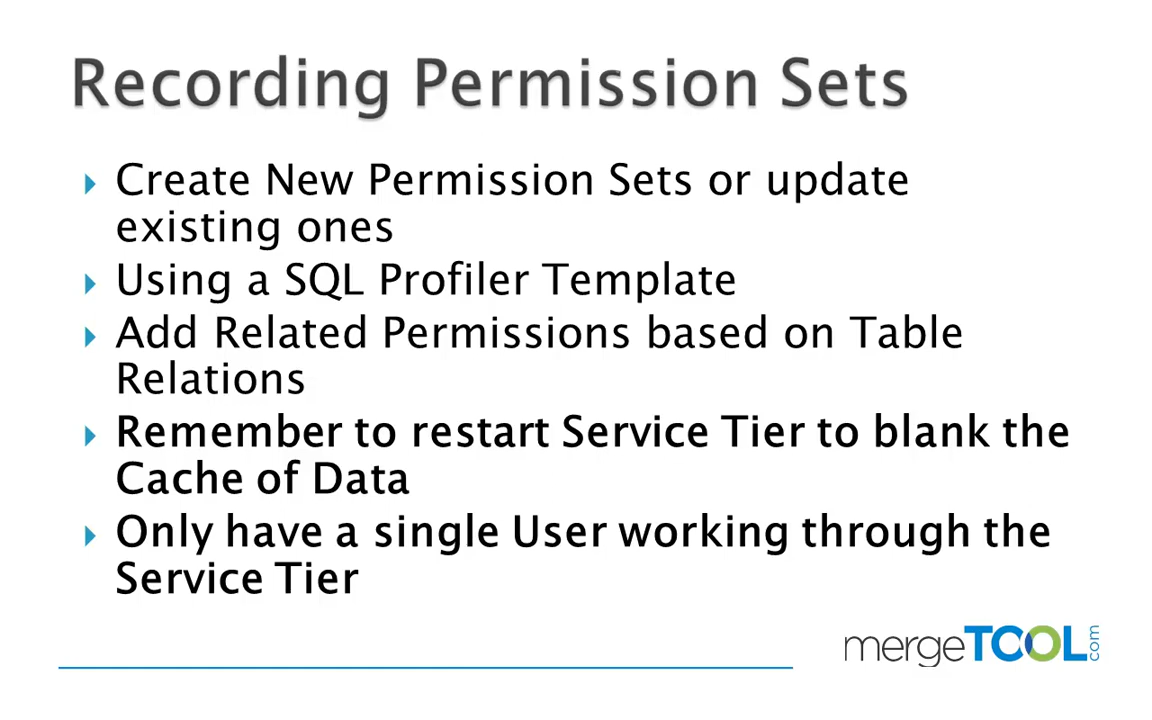 Recording Permission Sets
Create New Permission Sets or update
existing ones
Using a SQL Profiler Template
Add Related Permissions based on Table
Relations
Remember to restart Service Tier to blank the
Cache of Data
Only have a single User working through the
Service Tier
mergeTOOL.com